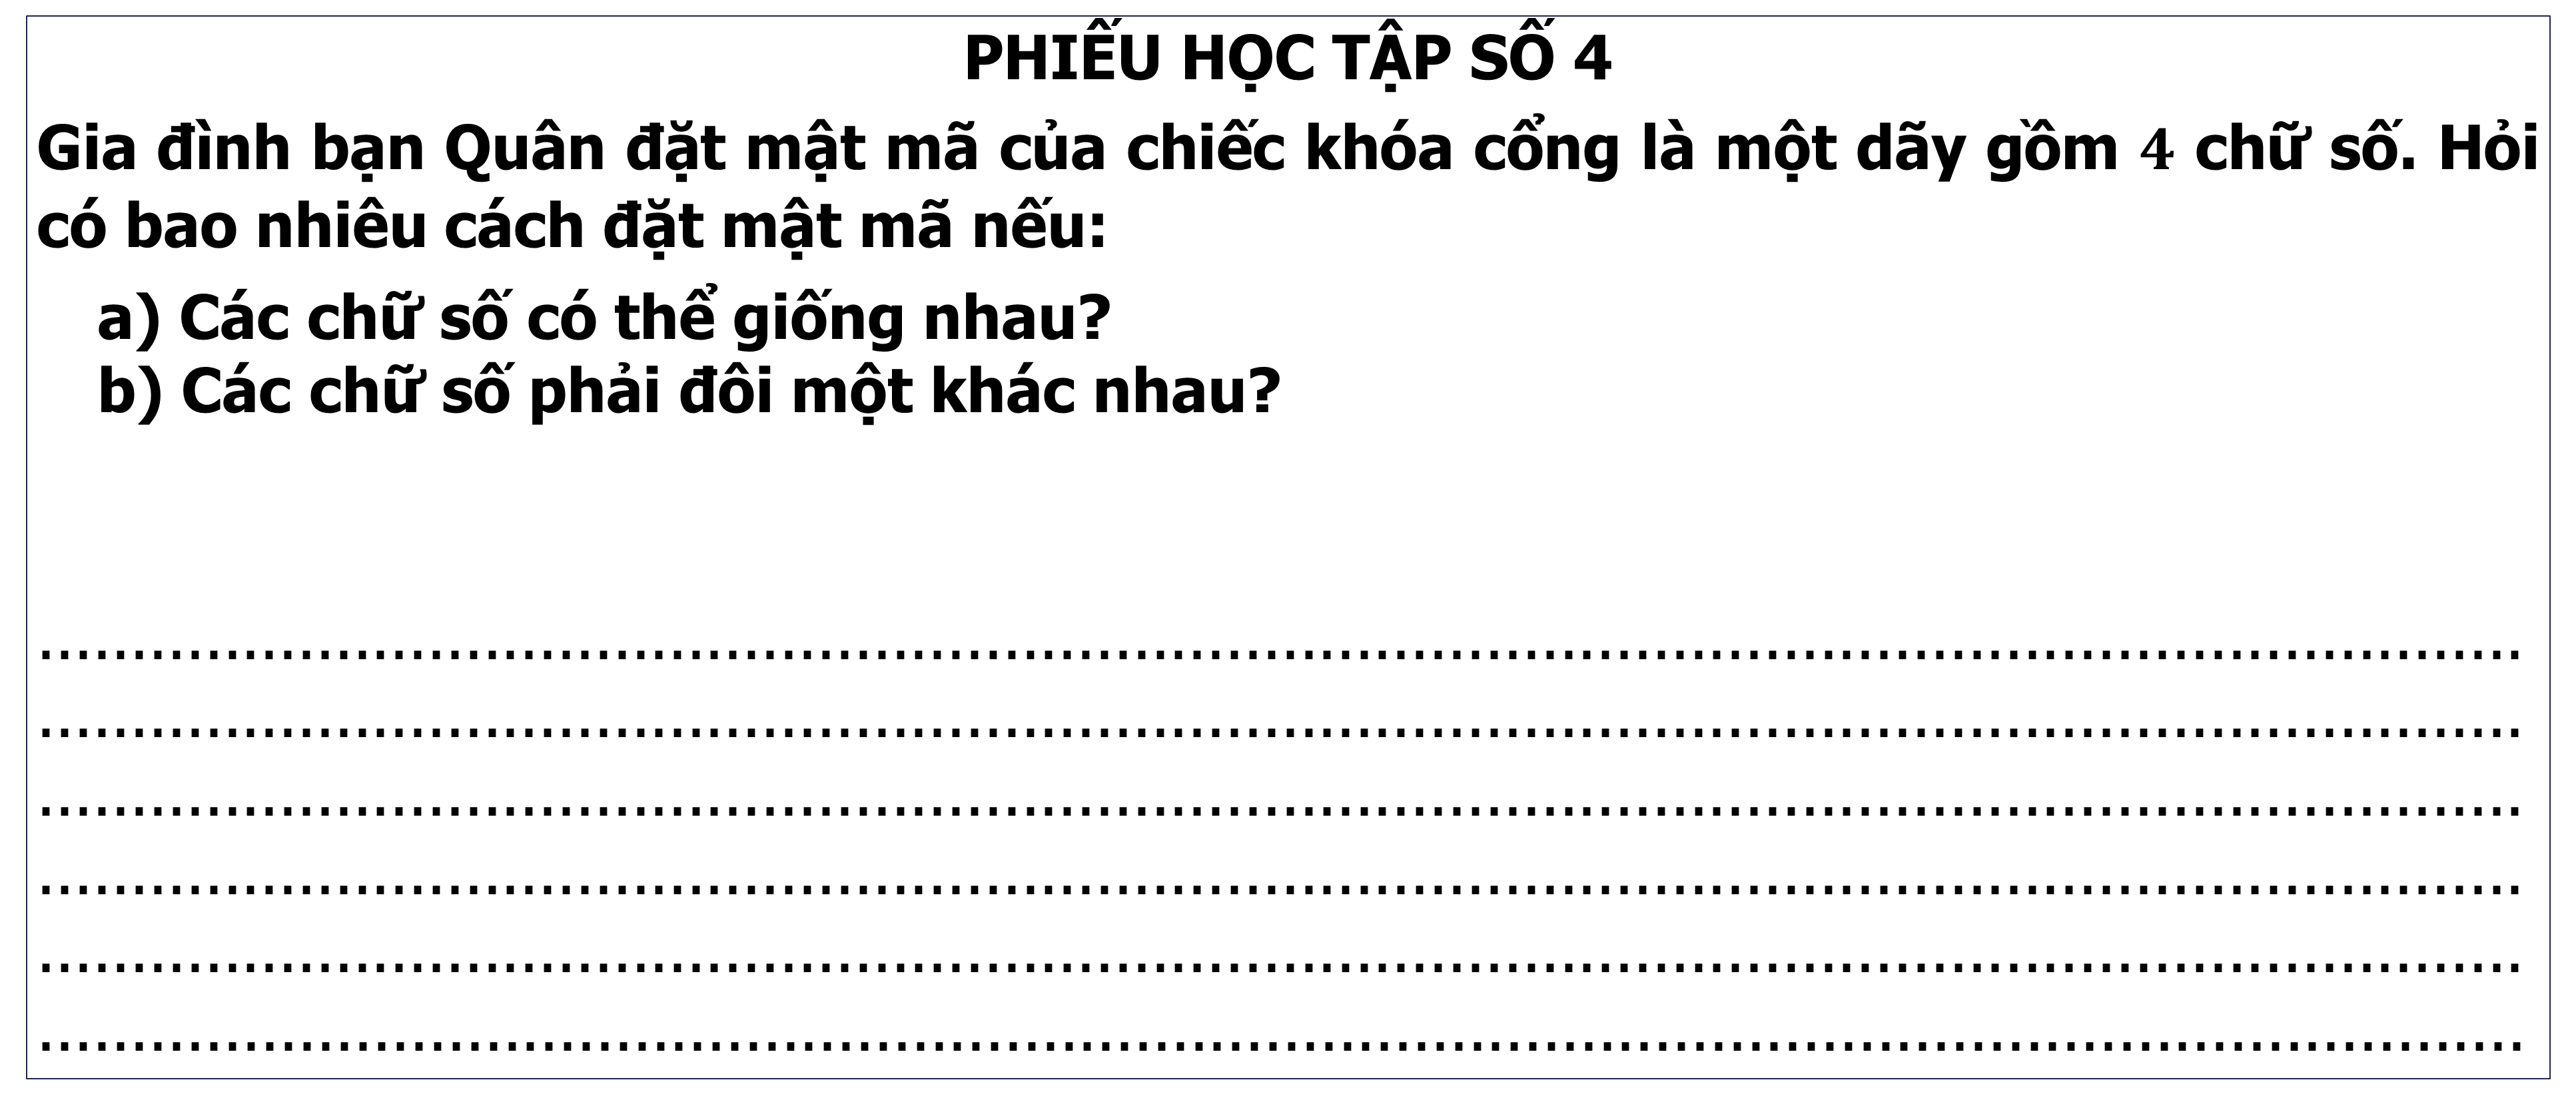 PHIẾU HỌC TẬP SỐ 4
Gia đình bạn Quân đặt mật mã của chiếc khóa cổng là một dãy gồm 4 chữ số. Hỏi
có bao nhiêu cách đặt mật mã nếu:
a) Các chữ số có thể giống nhau?
b) Các chữ số phải đôi một khác nhau?